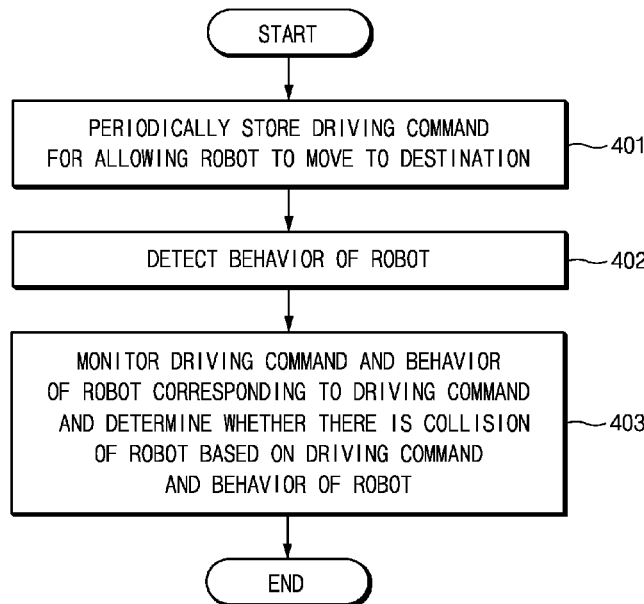 START
PERIODICALLY STORE DRIVING COMMAND
FOR ALLOWING ROBOT TO MOVE TO DESTINATION
401
DETECT BEHAVIOR OF ROBOT
402
MONITOR DRIVING COMMAND AND BEHAVIOR
OF ROBOT CORRESPONDING TO DRIVING COMMAND
AND DETERMINE WHETHER THERE IS COLLISION
OF ROBOT BASED ON DRIVING COMMAND
AND BEHAVIOR OF ROBOT
403
END